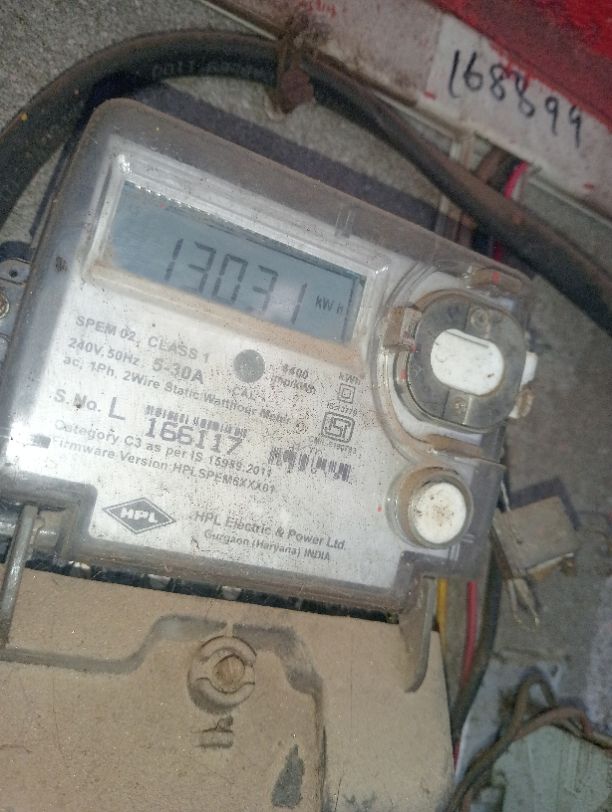 168899
13031 kWh
SPEM 02, CLASS 1
240V, 50Hz, 5-30A
ac, 1Ph, 2Wire Static Watthour Meter
CAL
kWh
S.No. L 166117
Category C3 as per IS 15959:2011
Firmware Version:HPLSPEM6XXX01
HPL
HPL Electric & Power Ltd.
Gurgaon (Haryana) INDIA